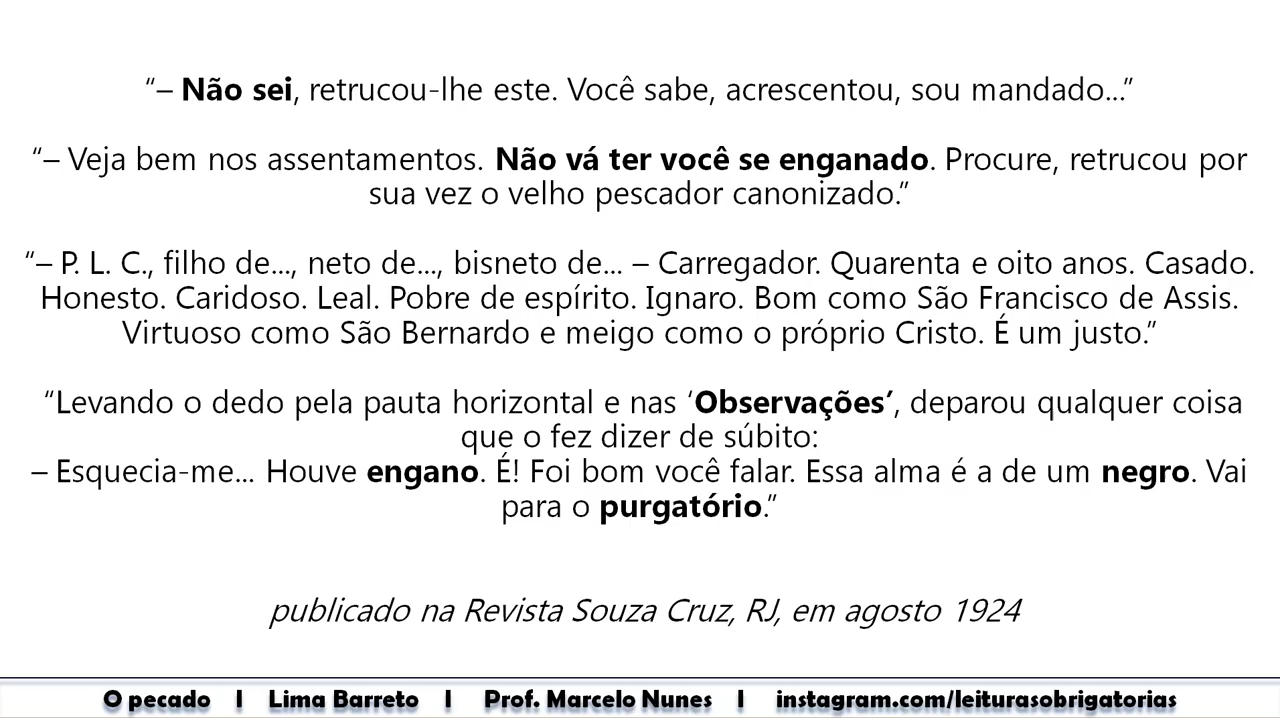 “– Não sei, retrucou-lhe este. Você sabe, acrescentou, sou mandado...”
“– Veja bem nos assentamentos. Não vá ter você se enganado. Procure, retrucou por
sua vez o velho pescador canonizado.”
“– P. L. C., filho de..., neto de..., bisneto de... – Carregador. Quarenta e oito anos. Casado.
Honesto. Caridoso. Leal. Pobre de espírito. Ignaro. Bom como São Francisco de Assis.
Virtuoso como São Bernardo e meigo como o próprio Cristo. É um justo.”
“Levando o dedo pela pauta horizontal e nas ‘Observações’, deparou qualquer coisa
que o fez dizer de súbito:
– Esquecia-me... Houve engano. É! Foi bom você falar. Essa alma é a de um negro. Vai
para o purgatório.”
publicado na Revista Souza Cruz, RJ, em agosto 1924
O pecado I Lima Barreto I Prof. Marcelo Nunes I instagram.com/leiturasobrigatorias